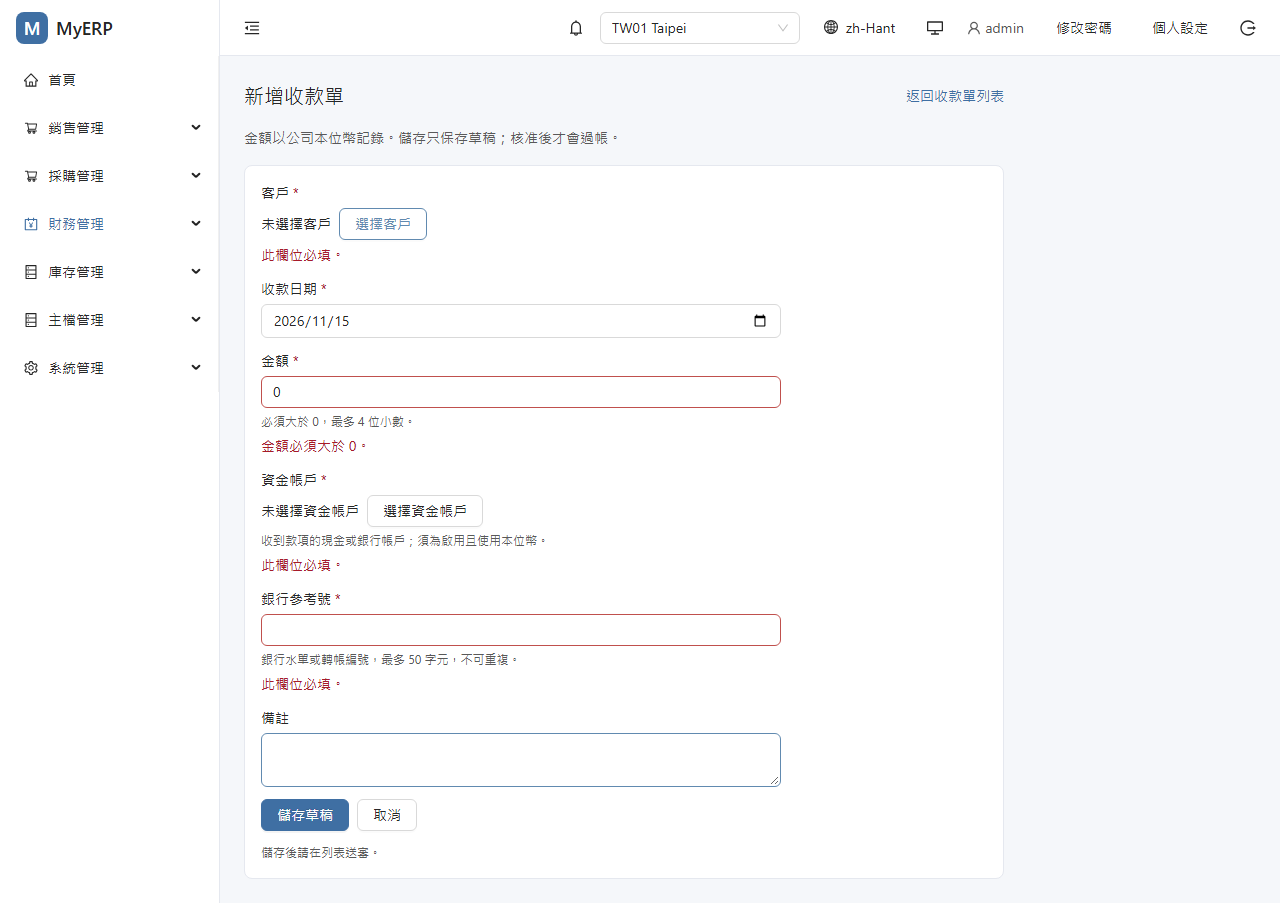 M MyERP
TW01 Taipei
zh-Hant
admin
修改密碼
個人設定
首頁
銷售管理
採購管理
財務管理
庫存管理
主檔管理
系統管理
新增收款單
返回收款單列表
金額以公司本位幣記錄。儲存只保存草稿；核准後才會過帳。
客戶 *
未選擇客戶 選擇客戶
此欄位必填。
收款日期 *
2026/11/15
金額 *
0
必須大於 0，最多 4 位小數。
金額必須大於 0。
資金帳戶 *
未選擇資金帳戶 選擇資金帳戶
收到款項的現金或銀行帳戶；須為啟用且使用本位幣。
此欄位必填。
銀行參考號 *
銀行水單或轉帳編號，最多 50 字元，不可重複。
此欄位必填。
備註
儲存草稿 取消
儲存後請在列表送審。